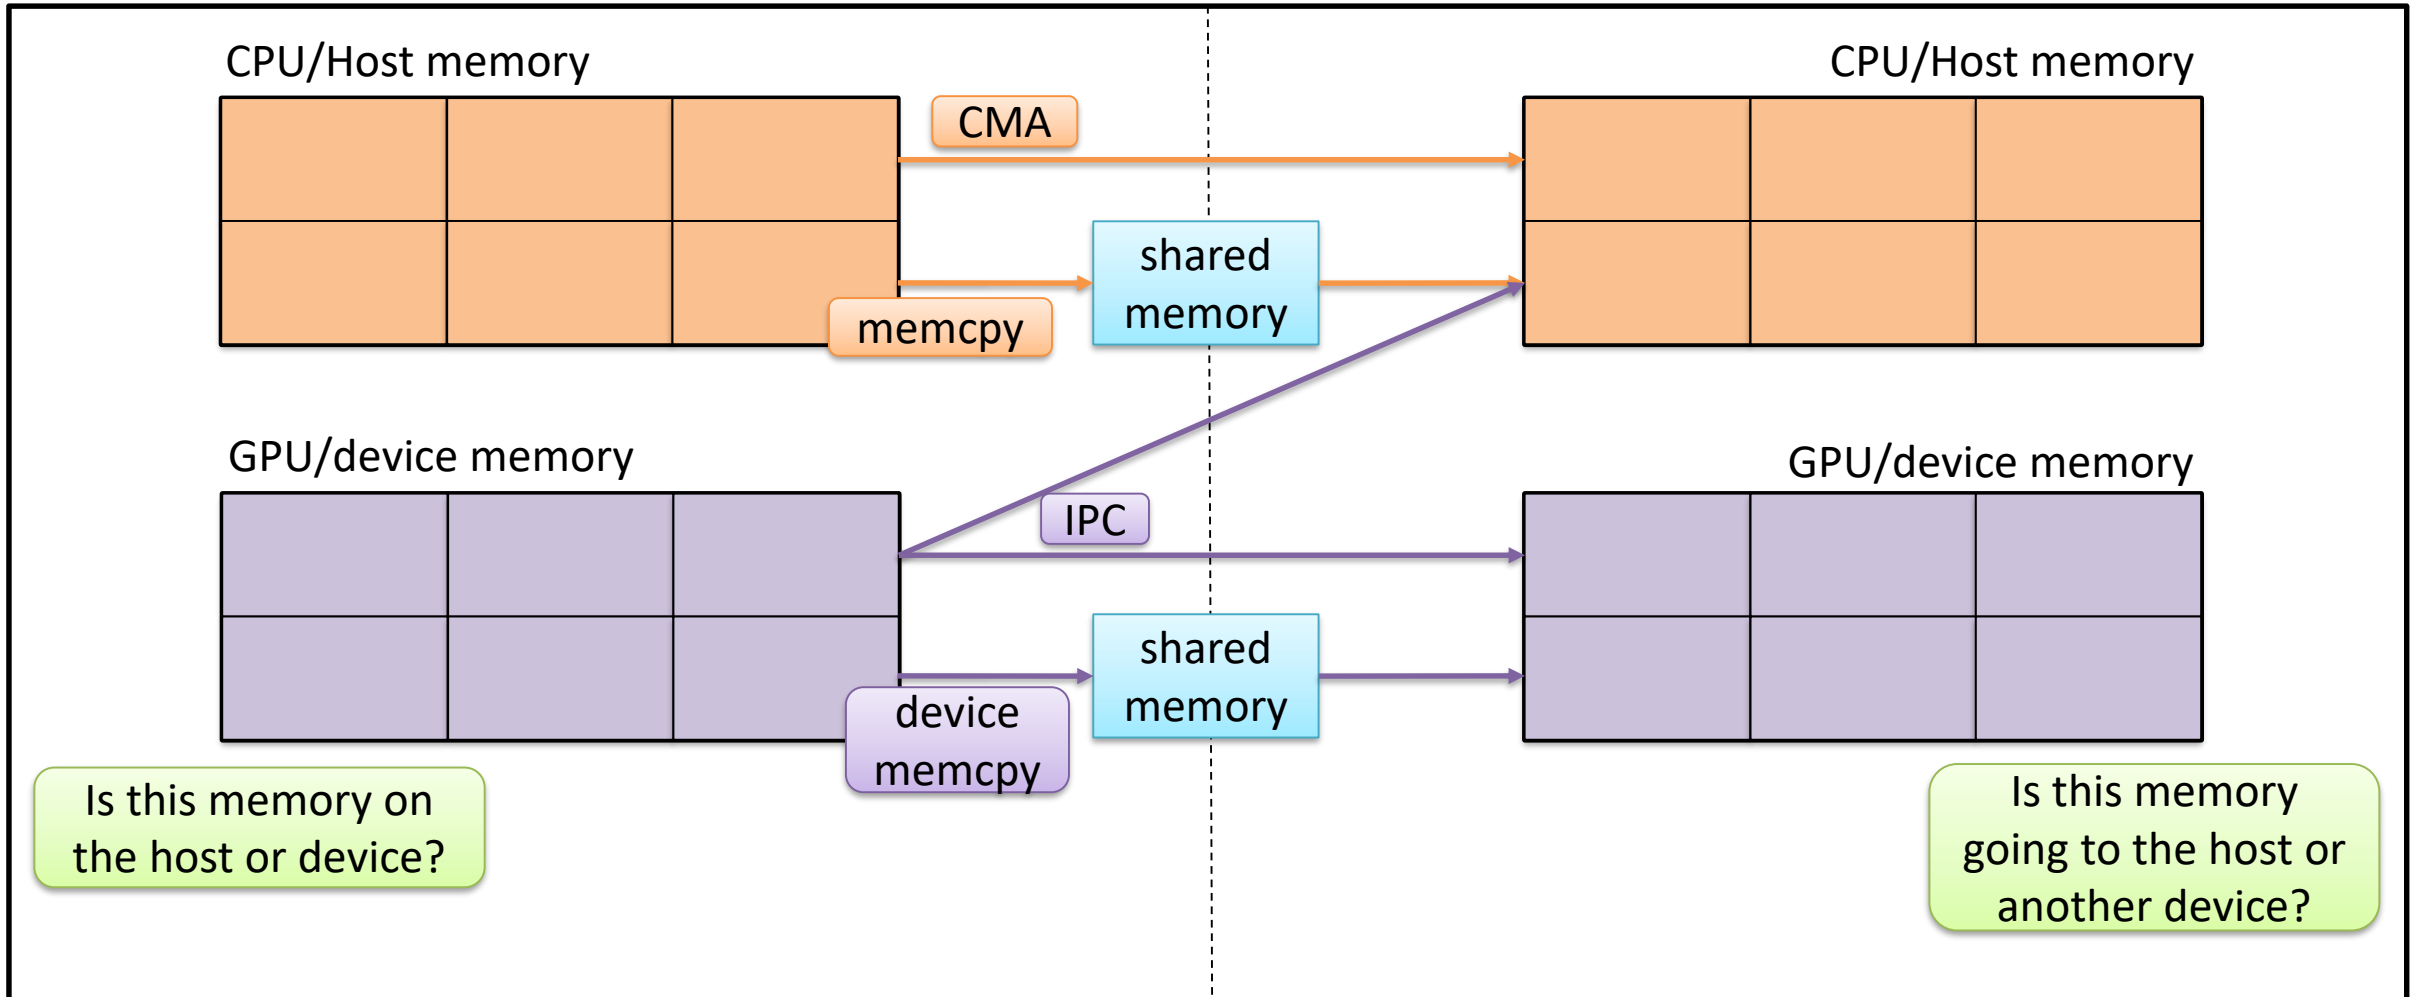 CPU/Host memory
CPU/Host memory
CMA
shared
memory
memcpy
GPU/device memory
GPU/device memory
IPC
shared
memory
device
memcpy
Is this memory on
the host or device?
Is this memory
going to the host or
another device?